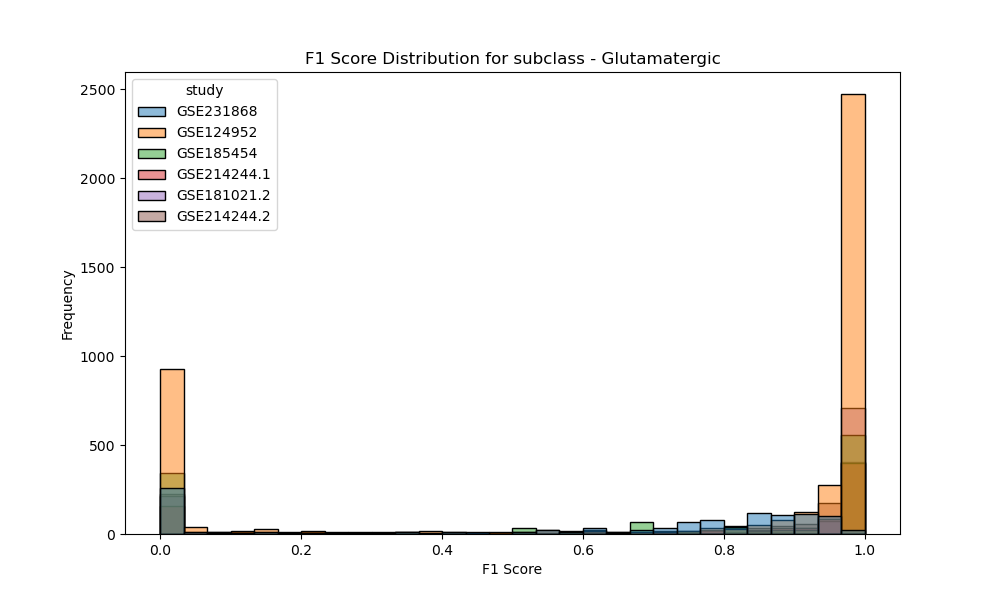 F1 Score Distribution for subclass - Glutamatergic
study
GSE231868
GSE124952
GSE185454
GSE214244.1
GSE181021.2
GSE214244.2
Frequency
2500
2000
1500
1000
500
0
0.0
0.2
0.4
0.6
0.8
1.0
F1 Score